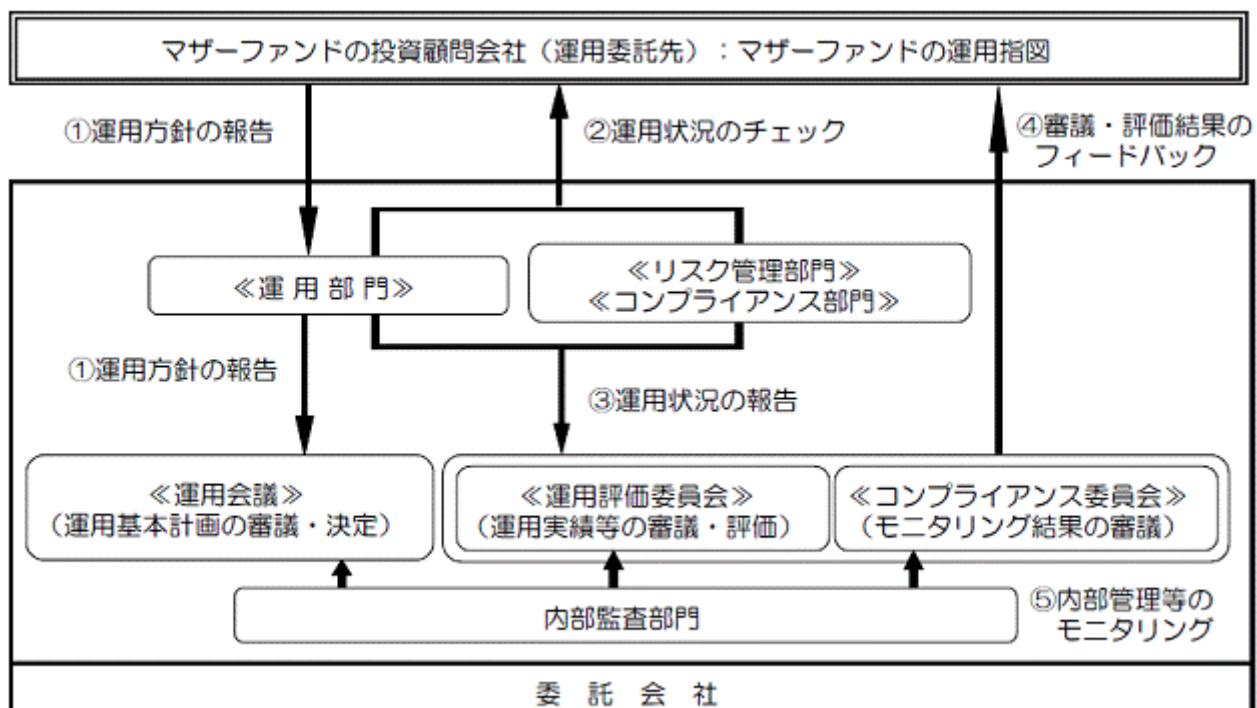 マザーファンドの投資顧問会社（運用委託先）：マザーファンドの運用指図
①運用方針の報告
②運用状況のチェック
④審議・評価結果の
フィードバック
≪運 用 部 門≫
≪リスク管理部門≫
≪コンプライアンス部門≫
①運用方針の報告
③運用状況の報告
≪運用会議≫
（運用基本計画の審議・決定）
≪運用評価委員会≫
（運用実績等の審議・評価）
≪コンプライアンス委員会≫
（モニタリング結果の審議）
内部監査部門
⑤内部管理等の
モニタリング
委 託 会 社